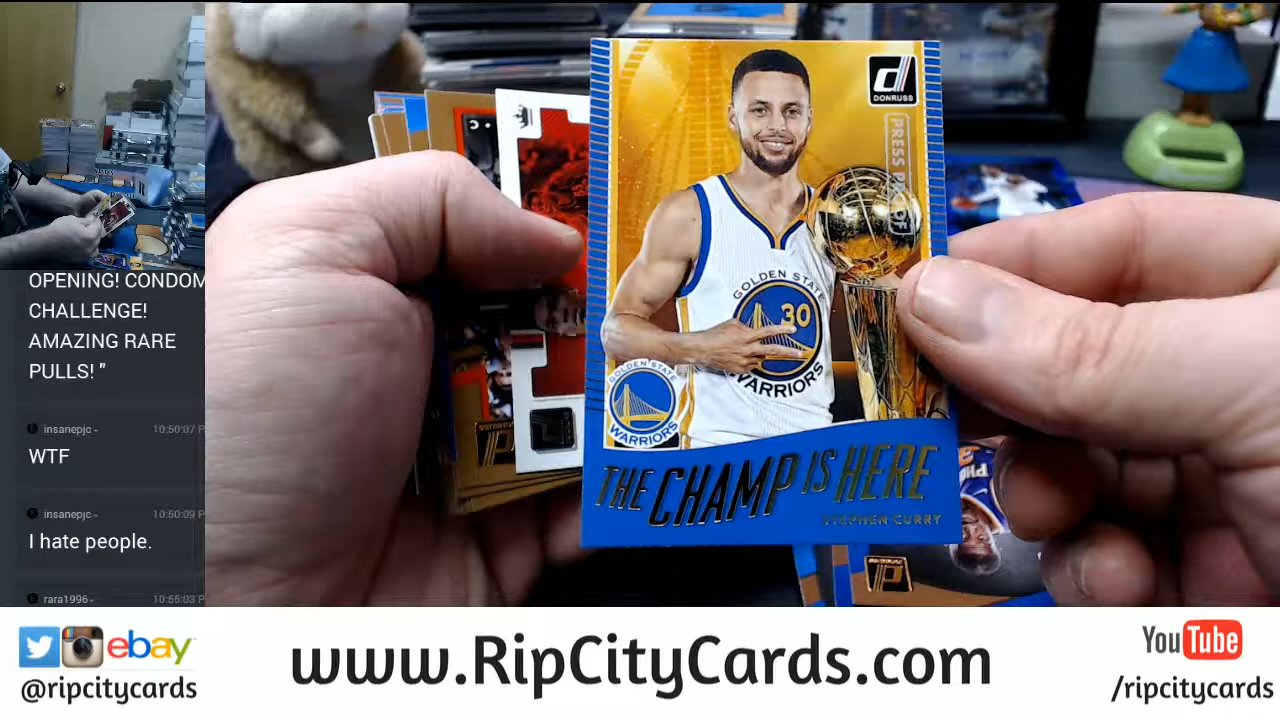 OPENING! CONDOM
CHALLENGE!
AMAZING RARE
PULLS! "
insanepjc - 10:50:07 P
WTF
insanepjc - 10:50:09 P
I hate people.
rara1996 - 10:55:03 P
DONRUSS
PRESS PROOF
GOLDEN STATE
30
WARRIORS
GOLDEN STATE
WARRIORS
THE CHAMP IS HERE
STEPHEN CURRY
ebay
@ripcitycards
www.RipCityCards.com
YouTube
/ripcitycards